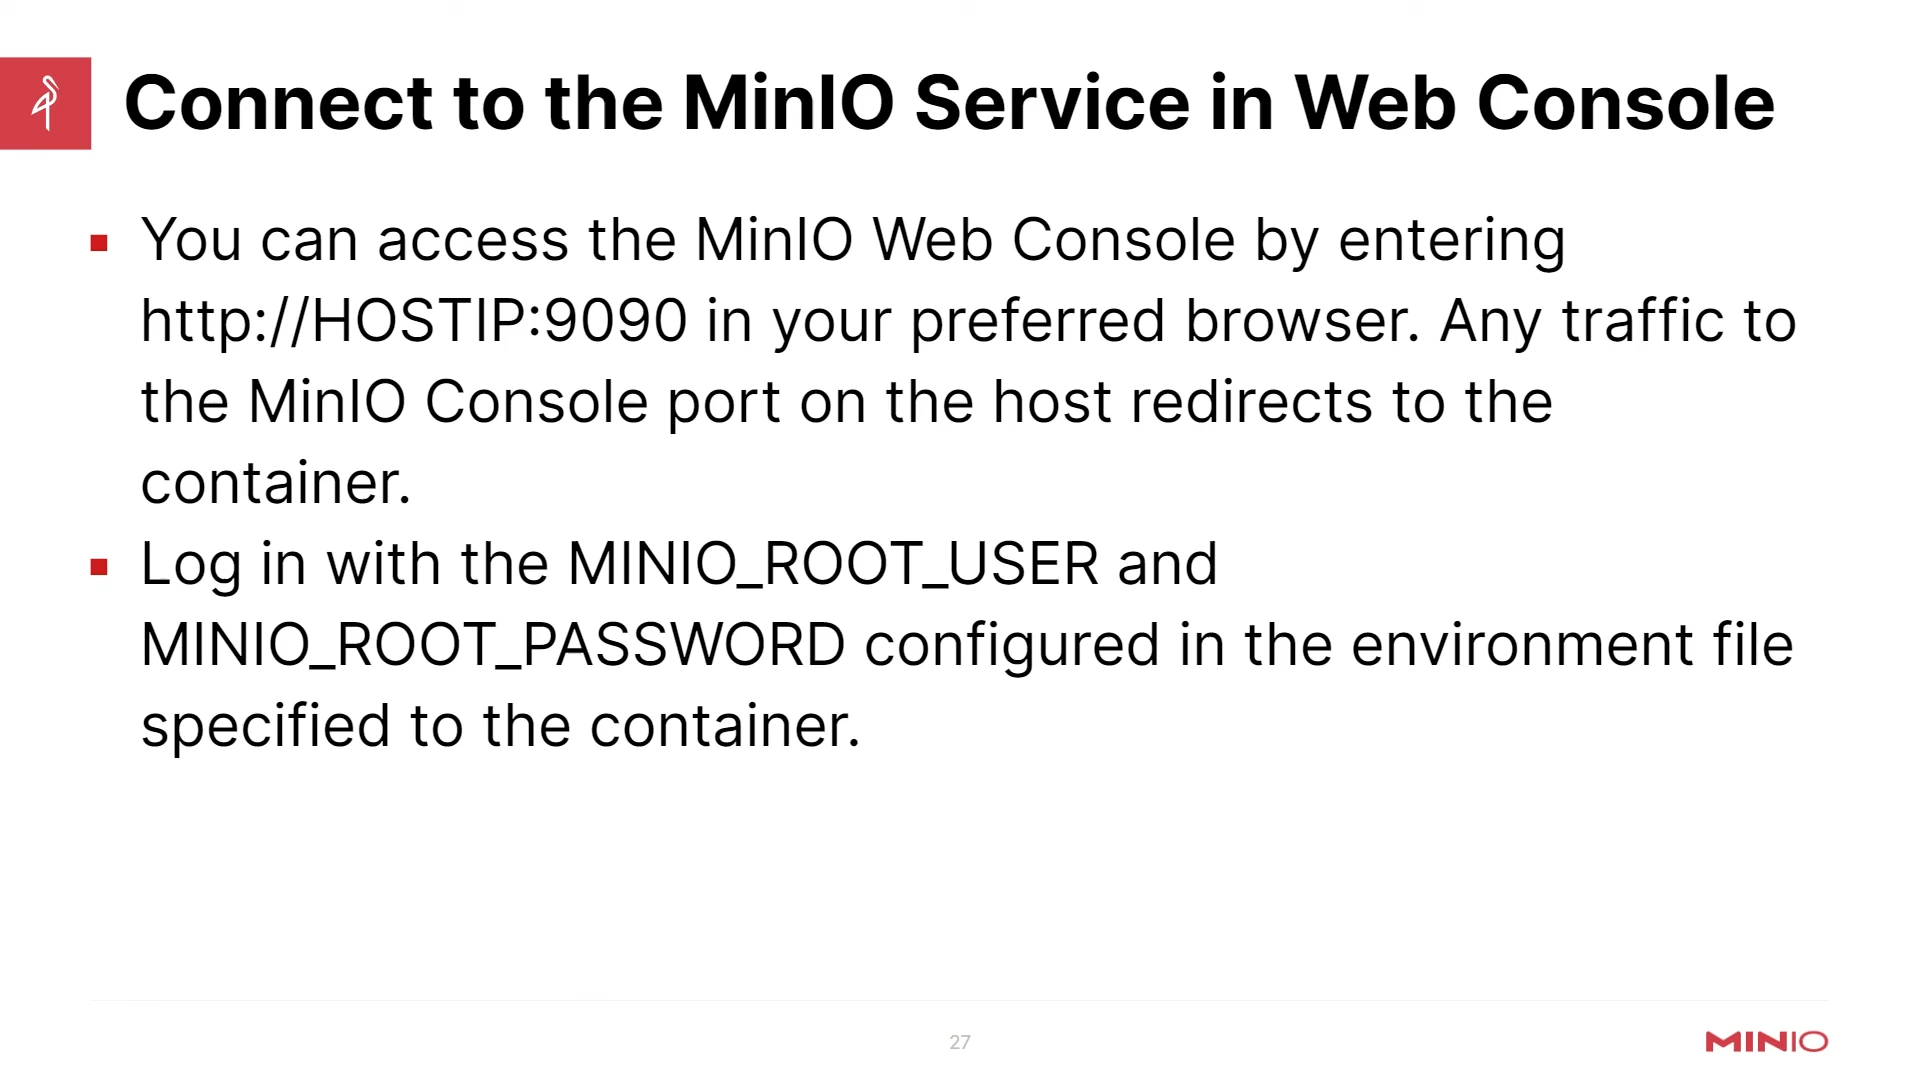 Connect to the MinIO Service in Web Console
You can access the MinIO Web Console by entering
http://HOSTIP:9090 in your preferred browser. Any traffic to
the MinIO Console port on the host redirects to the
container.
Log in with the MINIO_ROOT_USER and
MINIO_ROOT_PASSWORD configured in the environment file
specified to the container.
27
MINIO